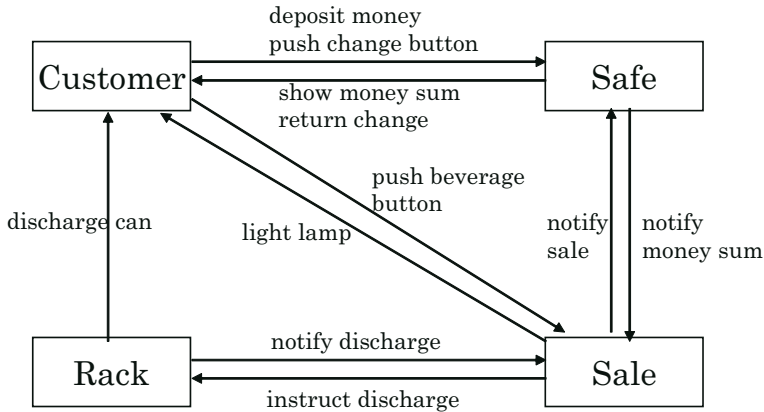 deposit money
push change button
Customer
Safe
show money sum
return change
push beverage
button
discharge can
light lamp
notify
sale
notify
money sum
notify discharge
Rack
Sale
instruct discharge